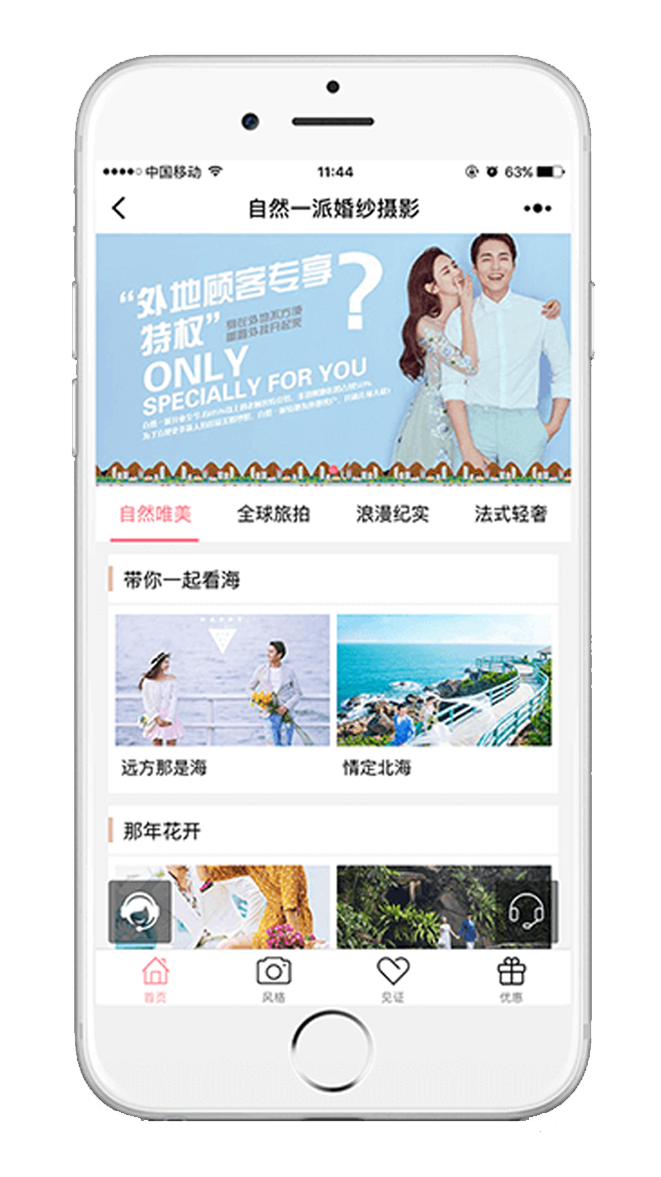 中国移动
11:44
63%
自然一派婚纱摄影
“外地顾客专享
特权”
?
ONLY
SPECIALLY FOR YOU
自然唯美 全球旅拍 浪漫纪实 法式轻奢
带你一起看海
远方那是海 情定北海
那年花开
首页 风格 见证 优惠